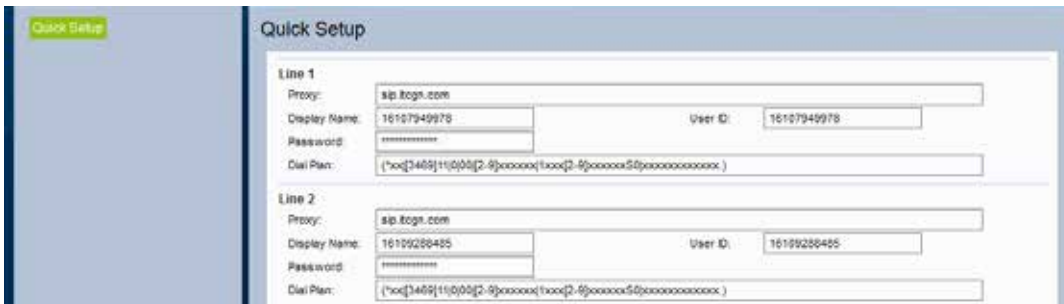 Quick Setup
Quick Setup
Line 1
Proxy: sip.itcgn.com
Display Name: 16107949978 User ID: 16107949978
Password: *************
Dial Plan:
Line 2
Proxy: sip.itcgn.com
Display Name: 16109288485 User ID: 16109288485
Password: *************
Dial Plan: